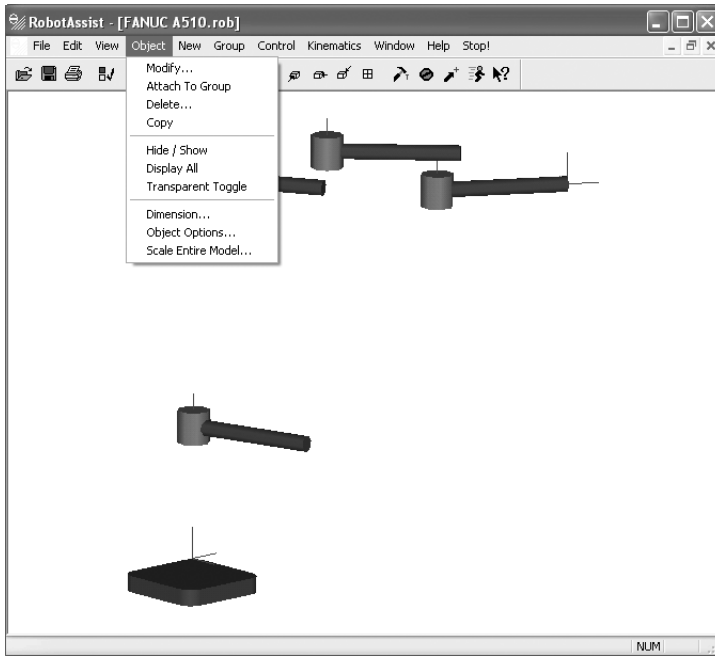 RobotAssist - [FANUC A510.rob]
File Edit View Object New Group Control Kinematics Window Help Stop!
Modify...
Attach To Group
Delete...
Copy
Hide / Show
Display All
Transparent Toggle
Dimension...
Object Options...
Scale Entire Model...
NUM